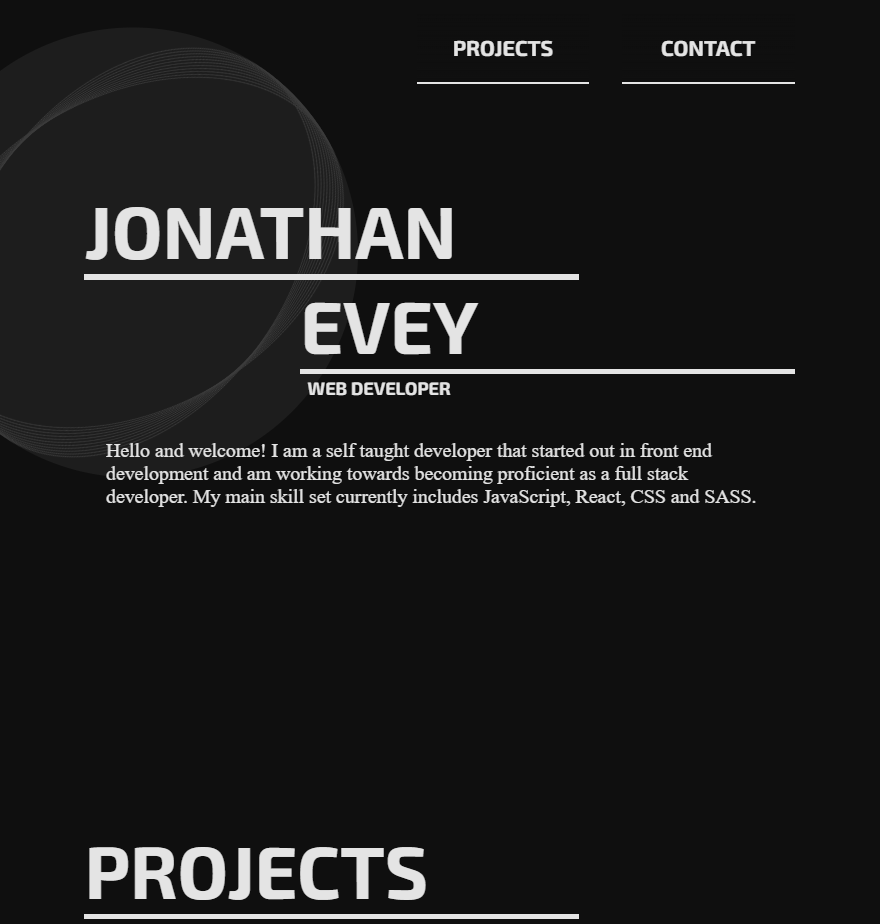 PROJECTS CONTACT
JONATHAN
EVEY
WEB DEVELOPER
Hello and welcome! I am a self taught developer that started out in front end
development and am working towards becoming proficient as a full stack
developer. My main skill set currently includes JavaScript, React, CSS and SASS.
PROJECTS